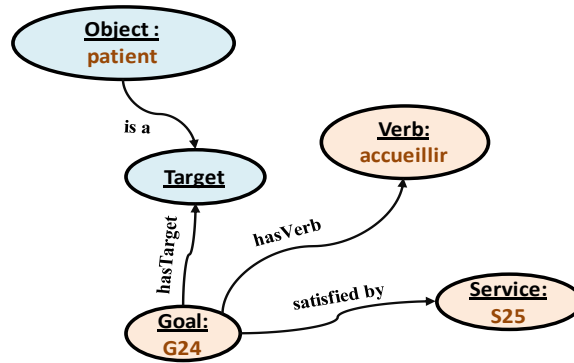 Object :
patient
is a
Verb:
accueillir
Target
hasTarget
hasVerb
satisfied by
Service:
S25
Goal:
G24